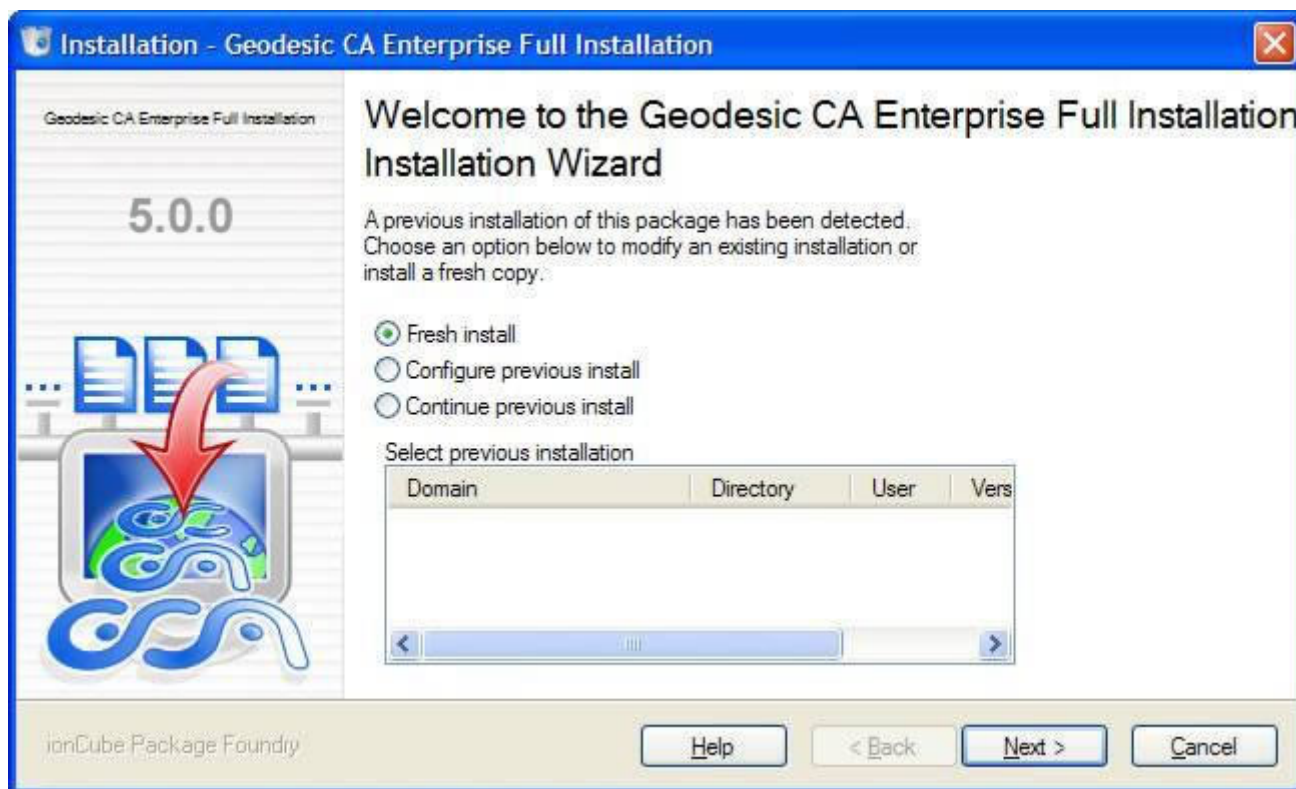 Installation - Geodesic CA Enterprise Full Installation
Geodesic CA Enterprise Full Installation
5.0.0
Welcome to the Geodesic CA Enterprise Full Installation
Installation Wizard
A previous installation of this package has been detected.
Choose an option below to modify an existing installation or
install a fresh copy.
Fresh install
Configure previous install
Continue previous install
Select previous installation
Domain Directory User Vers
ionCube Package Foundry
Help < Back Next > Cancel